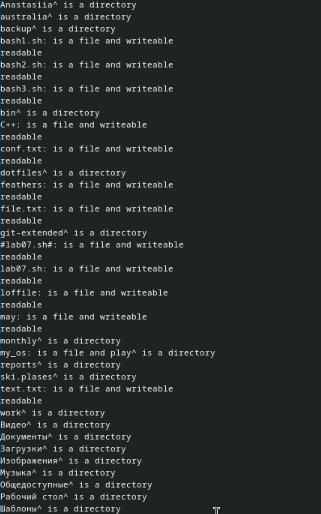 Anastasiia^ is a directory
australia^ is a directory
backup^ is a directory
bash1.sh: is a file and writeable
readable
bash2.sh: is a file and writeable
readable
bash3.sh: is a file and writeable
readable
bin^ is a directory
C++: is a file and writeable
readable
conf.txt: is a file and writeable
readable
dotfiles^ is a directory
feathers: is a file and writeable
readable
file.txt: is a file and writeable
readable
git-extended^ is a directory
#lab07.sh#: is a file and writeable
readable
lab07.sh: is a file and writeable
readable
loffile: is a file and writeable
readable
may: is a file and writeable
readable
monthly^ is a directory
my_os: is a file and play^ is a directory
reports^ is a directory
ski.plases^ is a directory
text.txt: is a file and writeable
readable
work^ is a directory
Видео^ is a directory
Документы^ is a directory
Загрузки^ is a directory
Изображения^ is a directory
Музыка^ is a directory
Общедоступные^ is a directory
Рабочий стол^ is a directory
Шаблоны^ is a directory